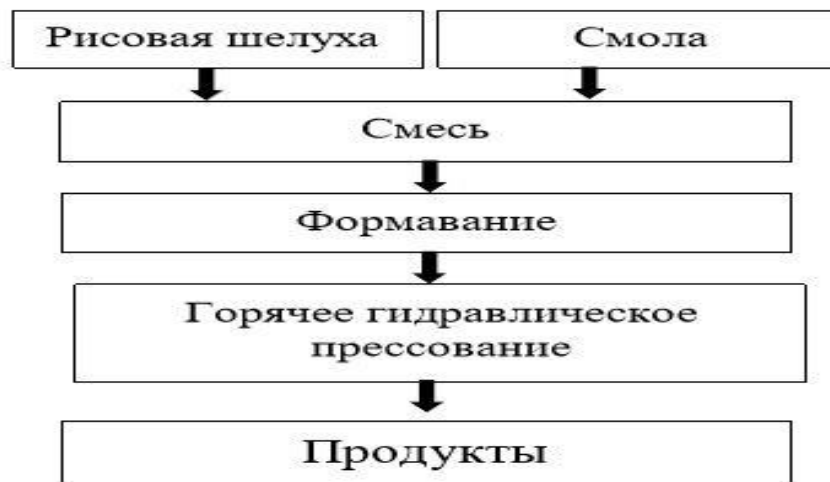 Рисовая шелуха
Смола
Смесь
Формавание
Горячее гидравлическое
прессование
Продукты